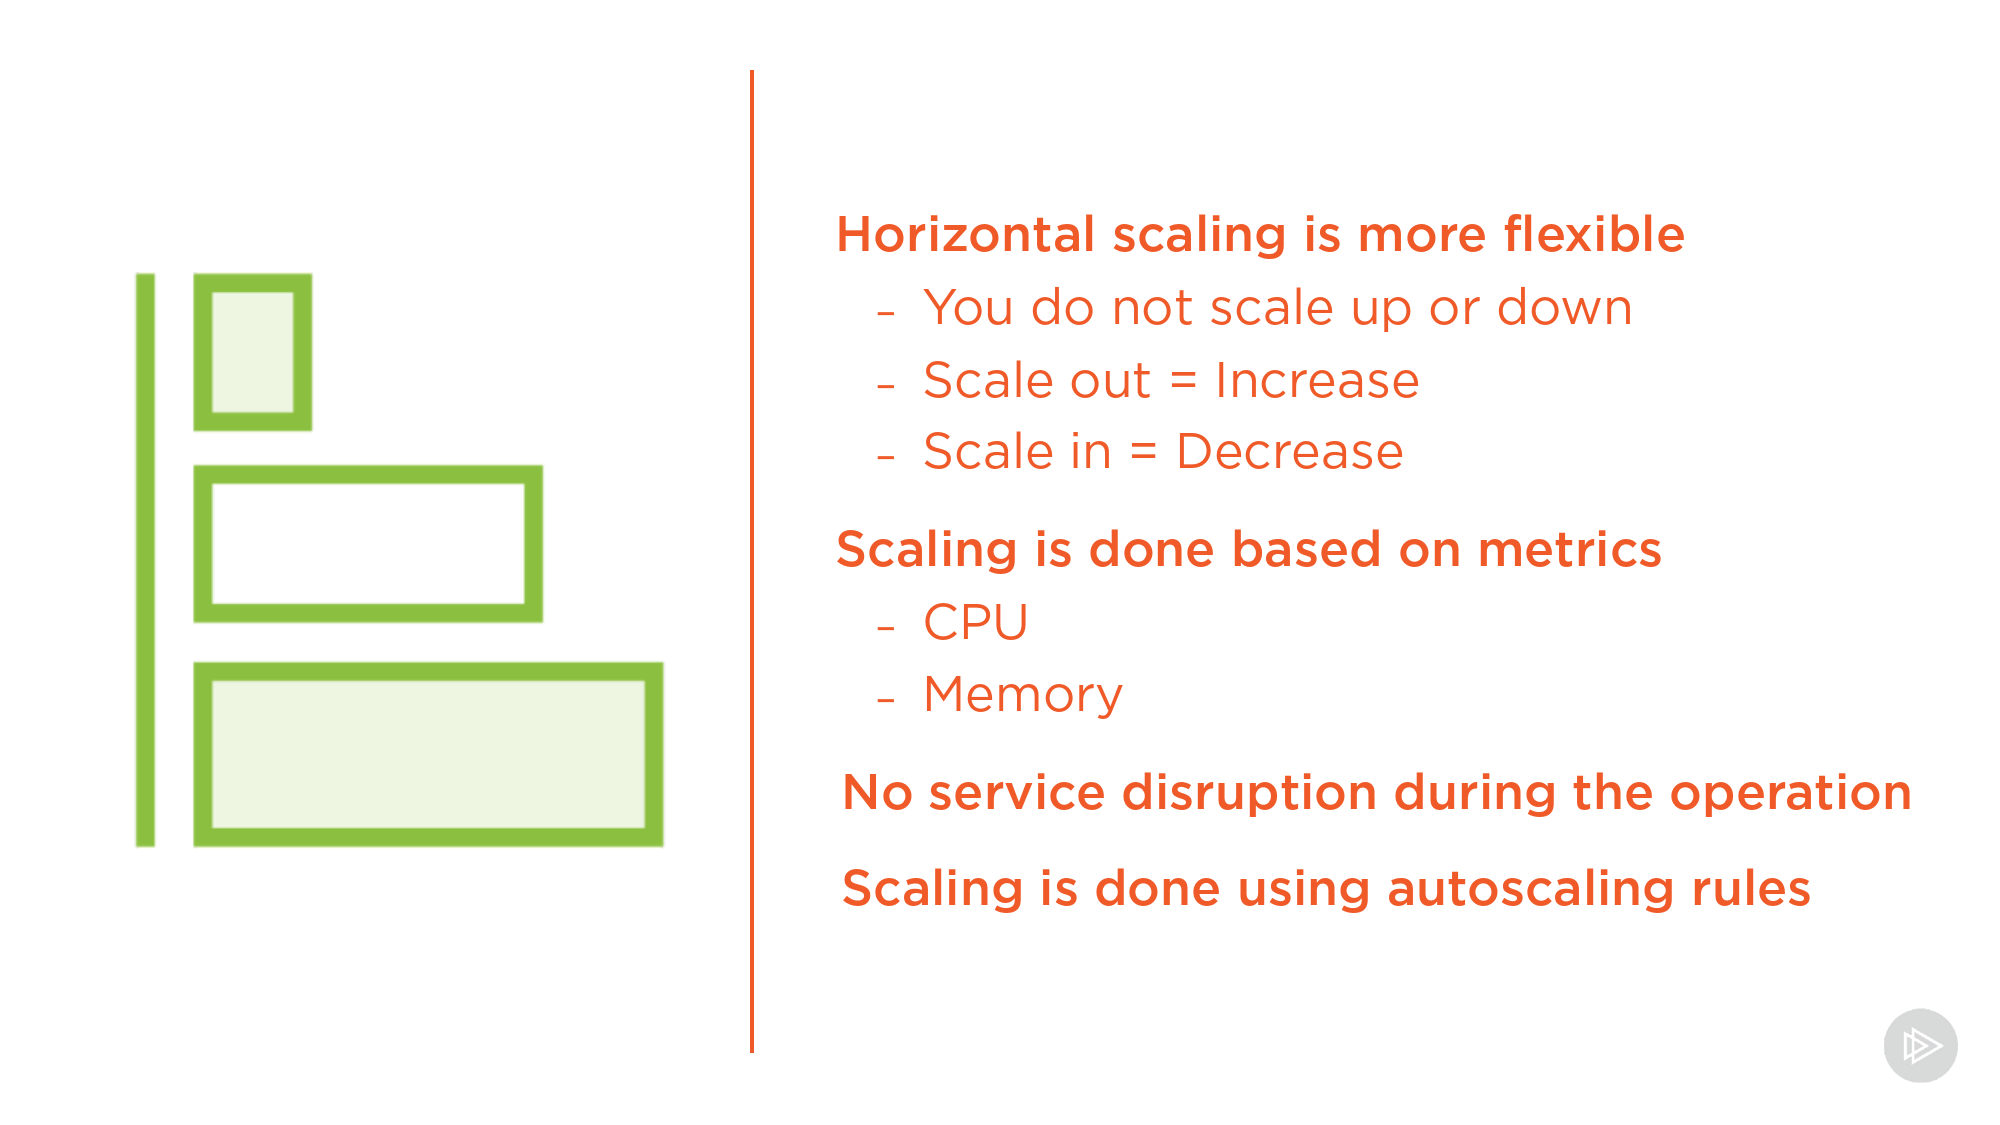 Horizontal scaling is more flexible
- You do not scale up or down
- Scale out = Increase
- Scale in = Decrease
Scaling is done based on metrics
- CPU
- Memory
No service disruption during the operation
Scaling is done using autoscaling rules